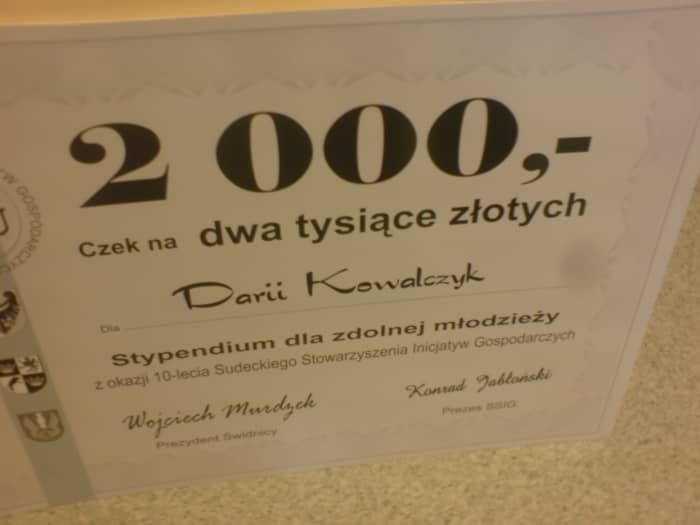 2 000,-
Czek na dwa tysiące złotych
Darii Kowalczyk
Dla
Stypendium dla zdolnej młodzieży
z okazji 10-lecia Sudeckiego Stowarzyszenia Inicjatyw Gospodarczych
Wojciech Murdzek
Konrad Jabłoński
Prezydent Świdnicy
Prezes SSIG
W GOSPODARCZYC